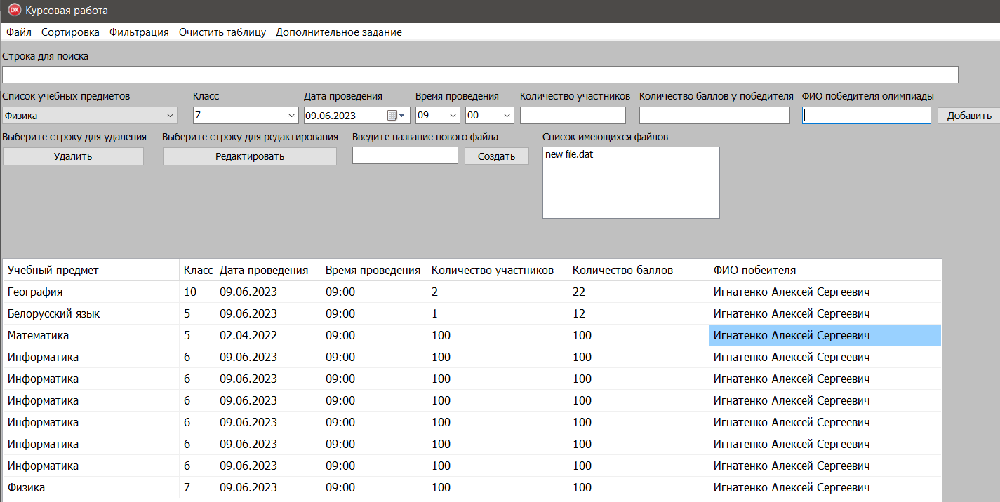 DX Курсовая работа
Файл Сортировка Фильтрация Очистить таблицу Дополнительное задание
Строка для поиска
Список учебных предметов Класс Дата проведения Время проведения Количество участников Количество баллов у победителя ФИО победителя олимпиады
Физика 7 09.06.2023 09 00 Добавить
Выберите строку для удаления Выберите строку для редактирования Введите название нового файла Список имеющихся файлов
Удалить Редактировать Создать new file.dat
Учебный предмет Класс Дата проведения Время проведения Количество участников Количество баллов ФИО побеителя
География 10 09.06.2023 09:00 2 22 Игнатенко Алексей Сергеевич
Белорусский язык 5 09.06.2023 09:00 1 12 Игнатенко Алексей Сергеевич
Математика 5 02.04.2022 09:00 100 100 Игнатенко Алексей Сергеевич
Информатика 6 09.06.2023 09:00 100 100 Игнатенко Алексей Сергеевич
Информатика 6 09.06.2023 09:00 100 100 Игнатенко Алексей Сергеевич
Информатика 6 09.06.2023 09:00 100 100 Игнатенко Алексей Сергеевич
Информатика 6 09.06.2023 09:00 100 100 Игнатенко Алексей Сергеевич
Информатика 6 09.06.2023 09:00 100 100 Игнатенко Алексей Сергеевич
Информатика 6 09.06.2023 09:00 100 100 Игнатенко Алексей Сергеевич
Физика 7 09.06.2023 09:00 100 100 Игнатенко Алексей Сергеевич